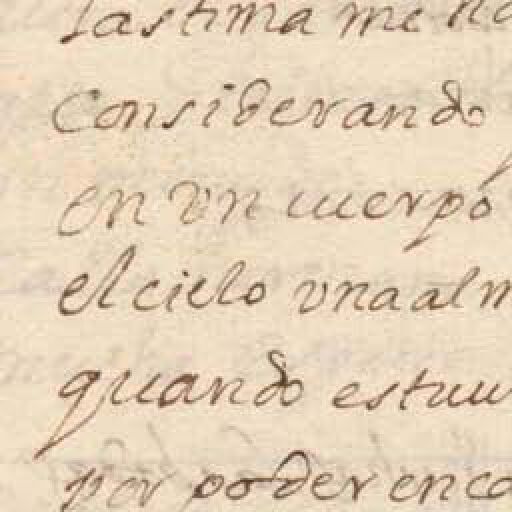 lastima me ha
Considerando
en vn cuerpo
el cielo vna alm
quando estuu
por poder enco